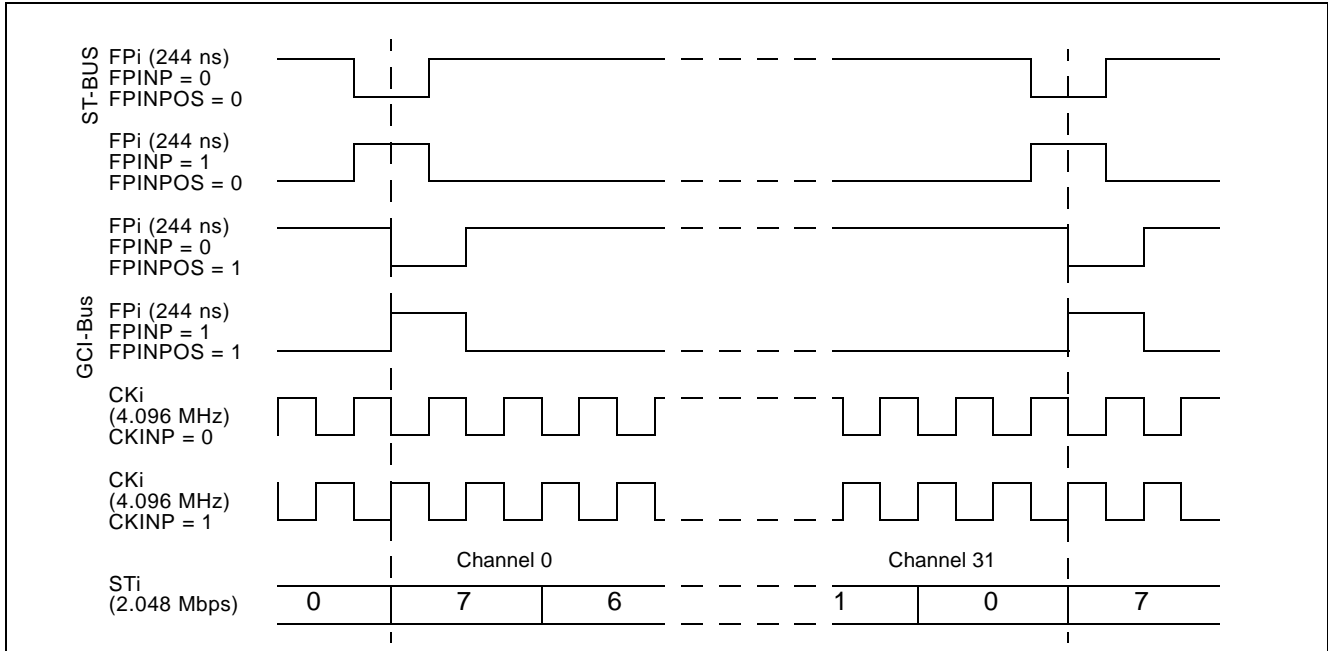 ST-BUS
FPi (244 ns)
FPINP = 0
FPINPOS = 0
FPi (244 ns)
FPINP = 1
FPINPOS = 0
FPi (244 ns)
FPINP = 0
FPINPOS = 1
GCI-Bus
FPi (244 ns)
FPINP = 1
FPINPOS = 1
CKi
(4.096 MHz)
CKINP = 0
CKi
(4.096 MHz)
CKINP = 1
Channel 0 Channel 31
STi
(2.048 Mbps)
0 7 6 1 0 7